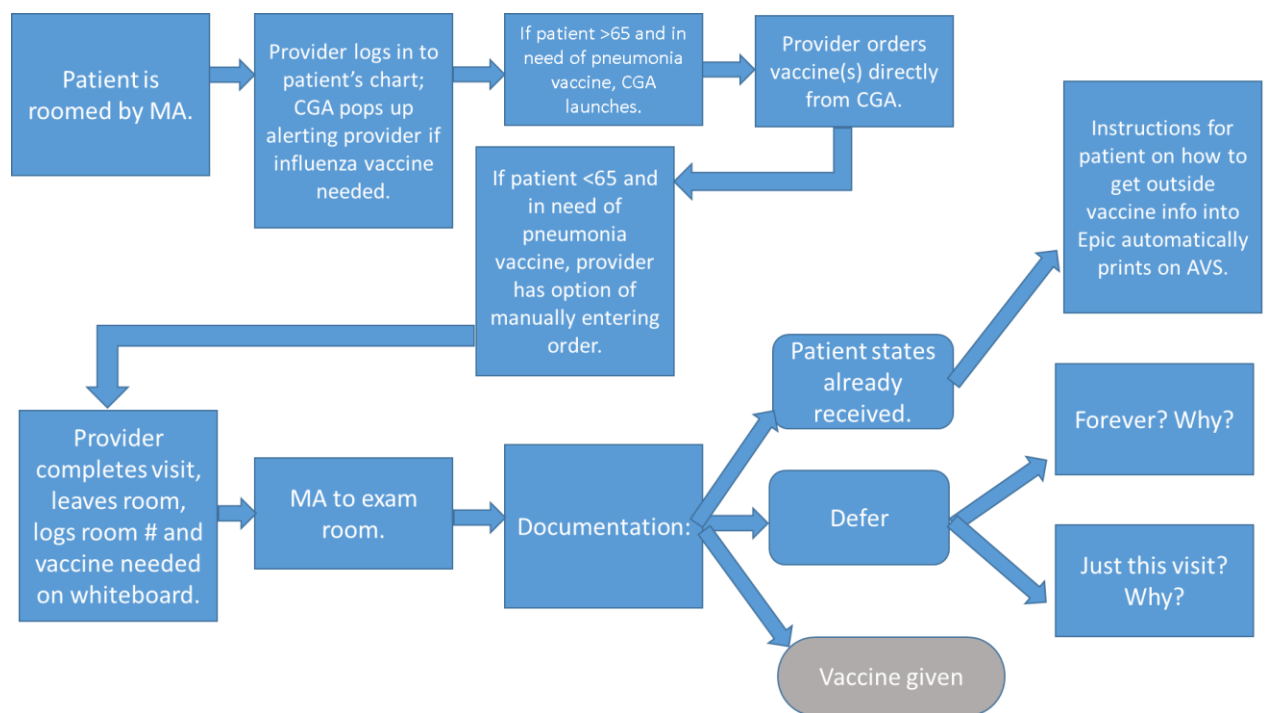 Patient is
roomed by MA.
Provider logs in to
patient’s chart;
CGA pops up
alerting provider if
influenza vaccine
needed.
If patient >65 and in
need of pneumonia
vaccine, CGA
launches.
Provider orders
vaccine(s) directly
from CGA.
If patient <65 and
in need of
pneumonia
vaccine, provider
has option of
manually entering
order.
Provider
completes visit,
leaves room,
logs room # and
vaccine needed
on whiteboard.
MA to exam
room.
Documentation:
Patient states
already
received.
Instructions for
patient on how to
get outside
vaccine info into
Epic automatically
prints on AVS.
Defer
Forever? Why?
Just this visit?
Why?
Vaccine given